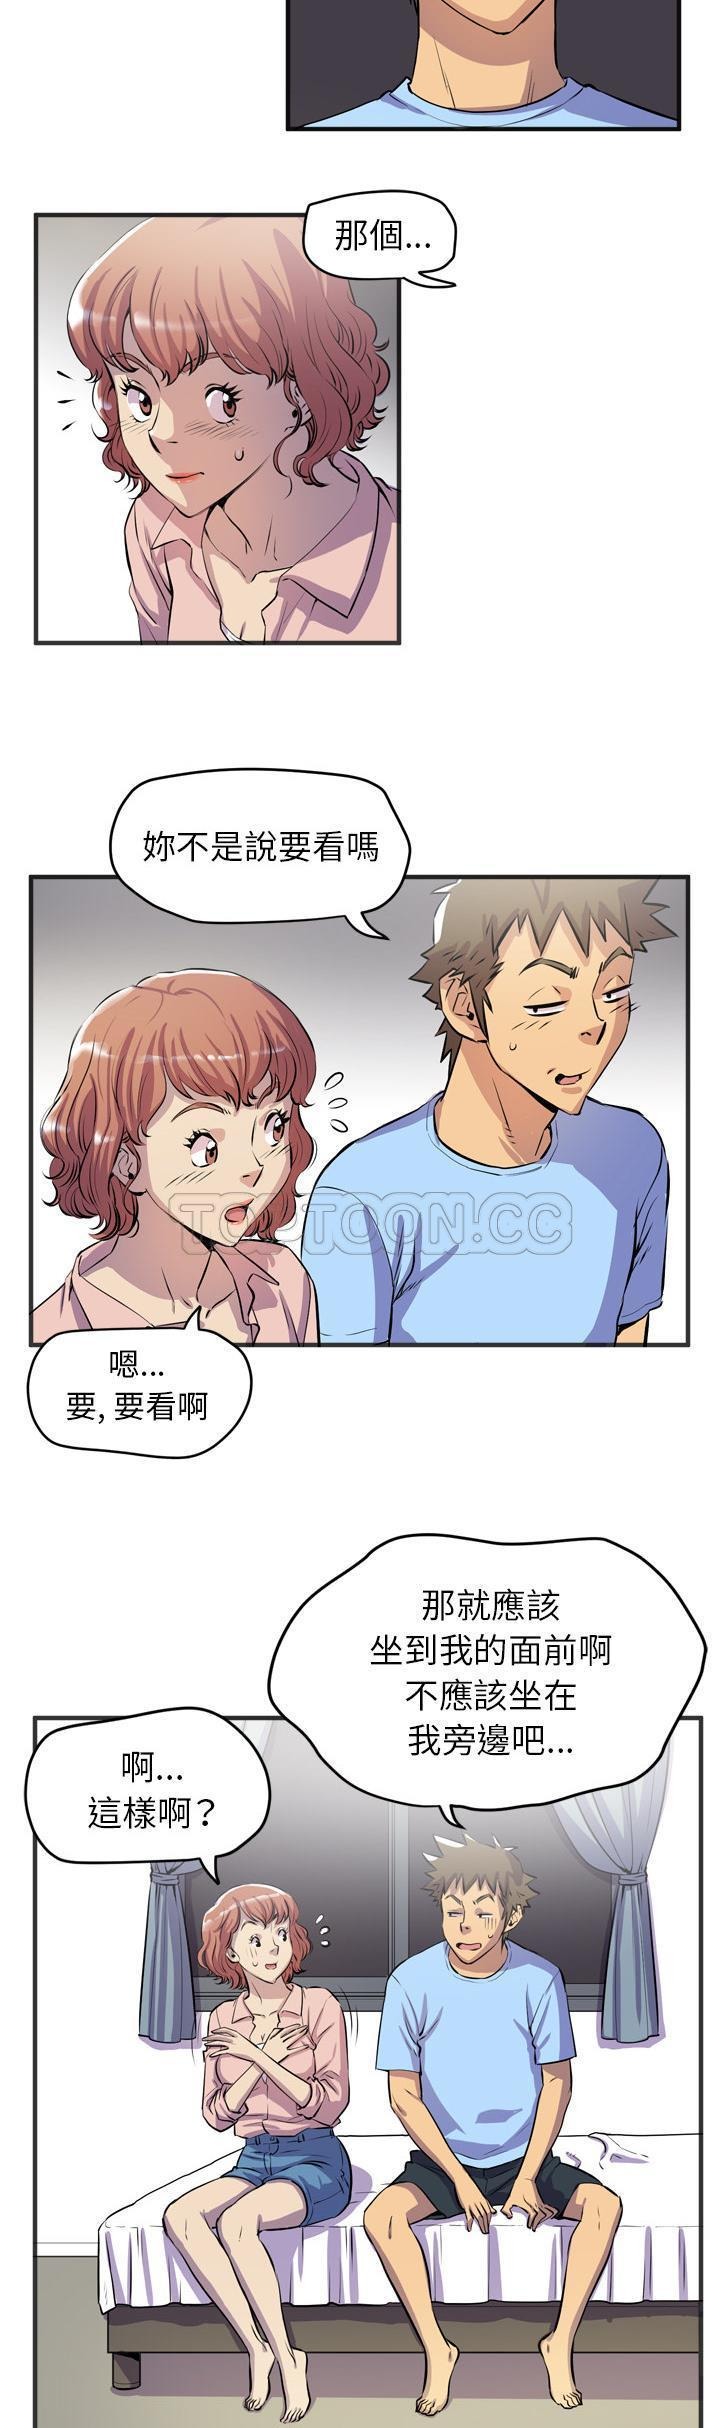 那個...
妳不是說要看嗎
TOPTOON.CC
嗯...
要, 要看啊
那就應該
坐到我的面前啊
不應該坐在
我旁邊吧...
啊...
這樣啊?